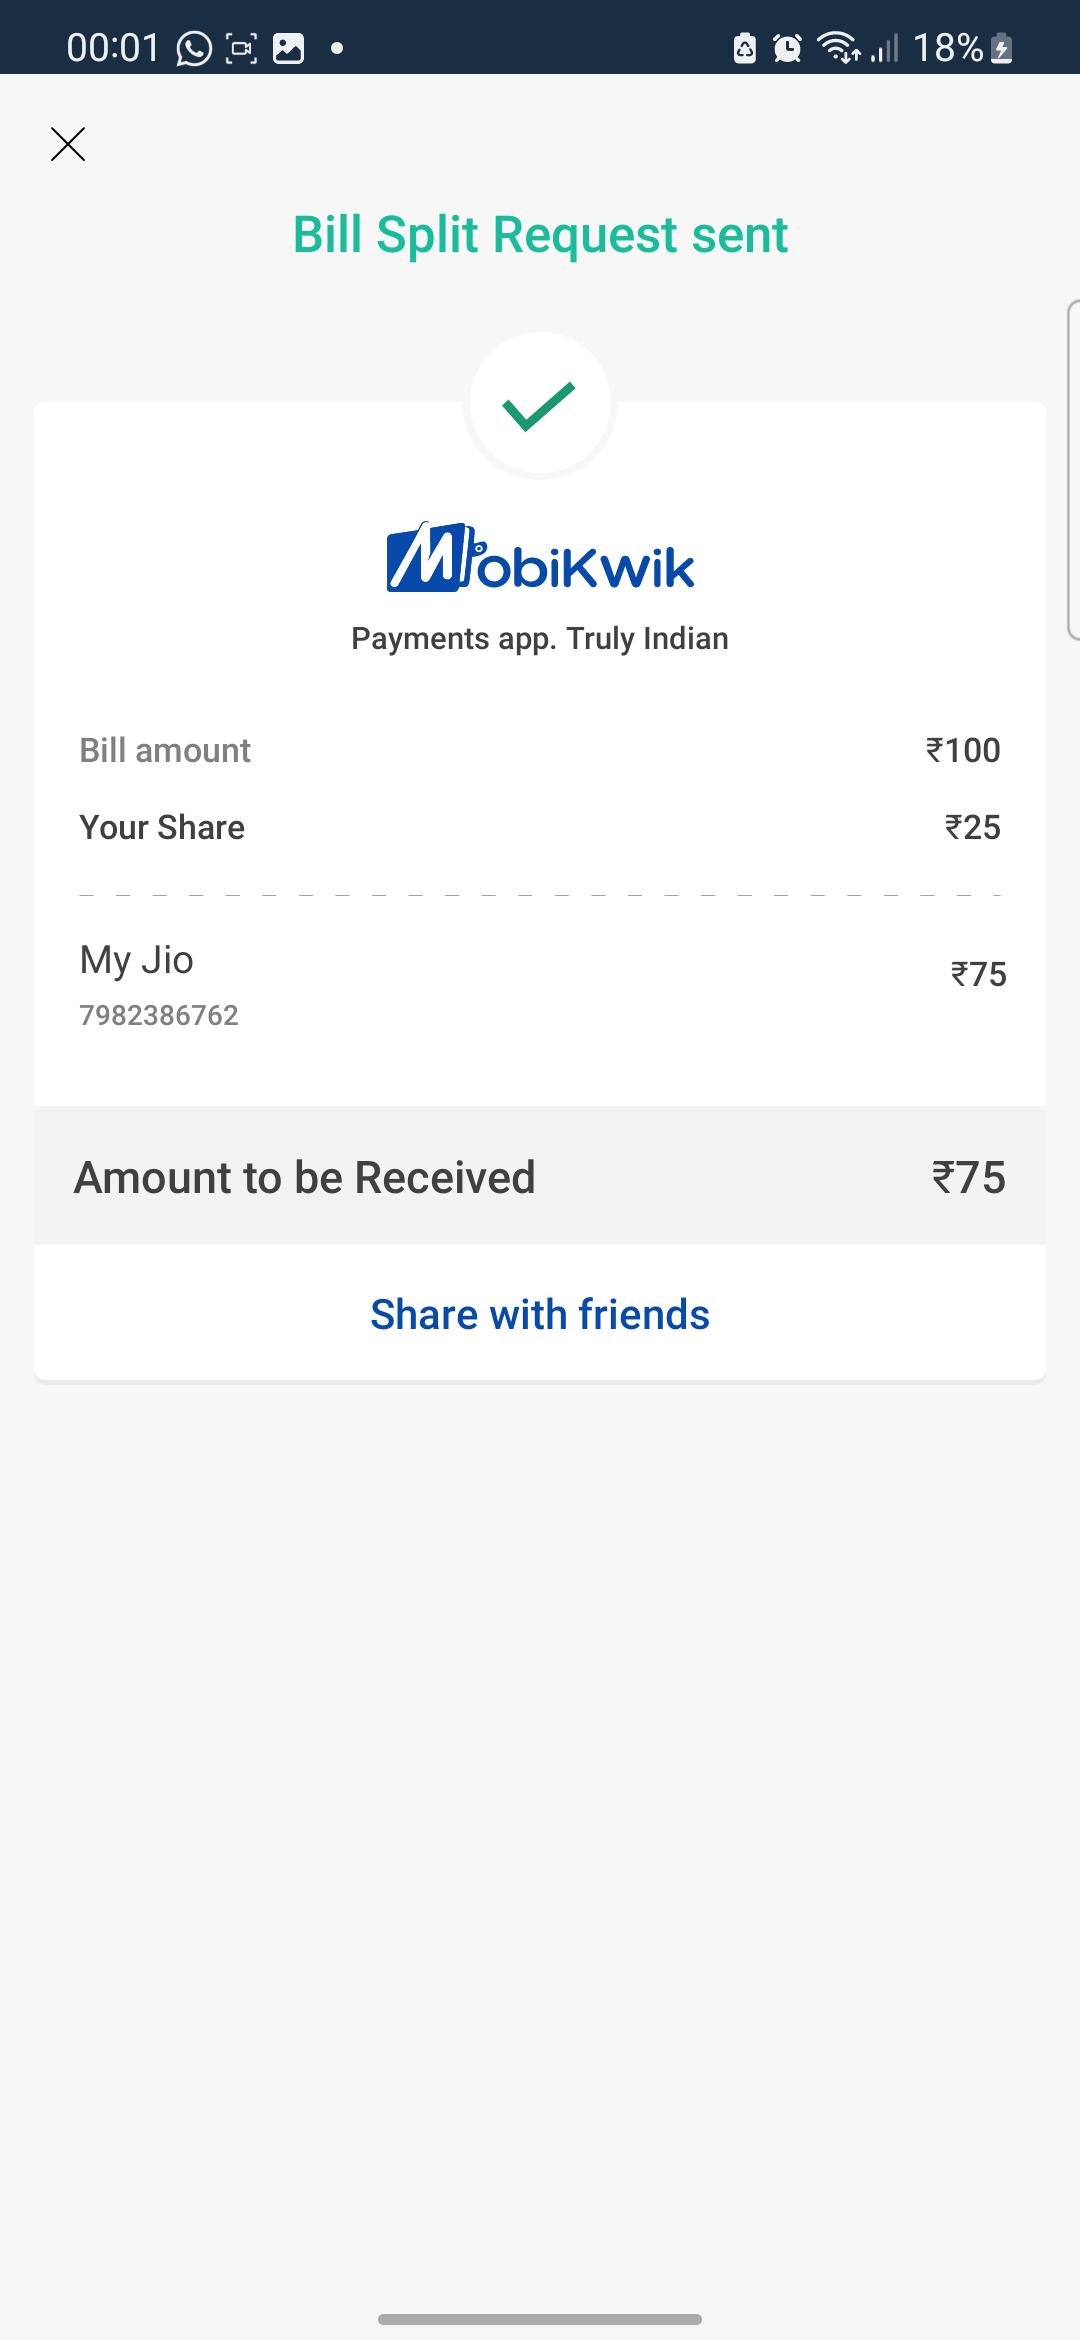 00:01
18%
Bill Split Request sent
MobiKwik
Payments app. Truly Indian
Bill amount ₹100
Your Share ₹25
My Jio ₹75
7982386762
Amount to be Received ₹75
Share with friends